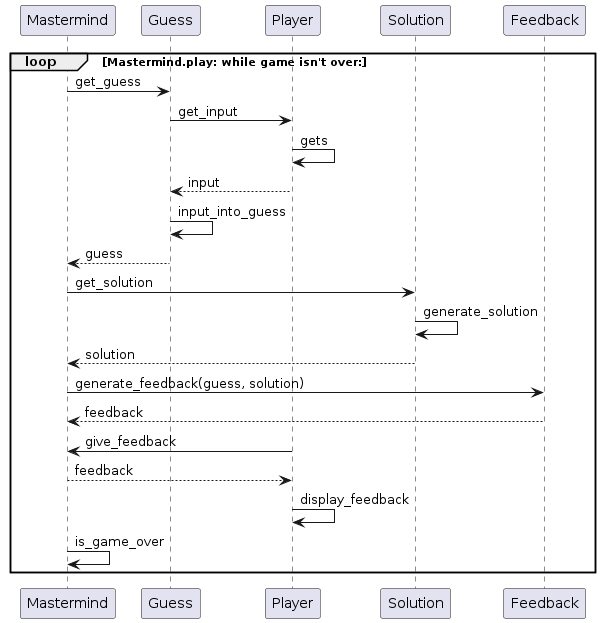 Mastermind Guess Player Solution Feedback
loop [Mastermind.play: while game isn't over:]
get_guess
get_input
gets
input
input_into_guess
guess
get_solution
generate_solution
solution
generate_feedback(guess, solution)
feedback
give_feedback
feedback
display_feedback
is_game_over
Mastermind Guess Player Solution Feedback